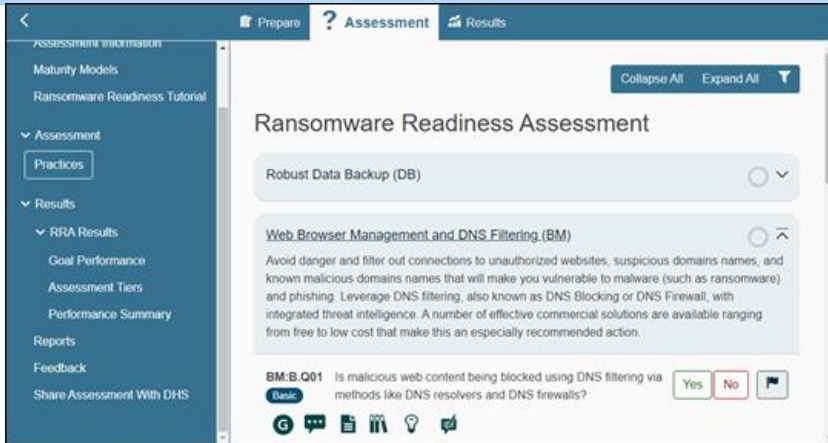 Prepare
? Assessment
Results
Assessment Information
Maturity Models
Ransomware Readiness Tutorial
Assessment
Practices
Results
RRA Results
Goal Performance
Assessment Tiers
Performance Summary
Reports
Feedback
Share Assessment With DHS
Collapse All Expand All
Ransomware Readiness Assessment
Robust Data Backup (DB)
Web Browser Management and DNS Filtering (BM)
Avoid danger and filter out connections to unauthorized websites, suspicious domains names, and
known malicious domains names that will make you vulnerable to malware (such as ransomware)
and phishing. Leverage DNS filtering, also known as DNS Blocking or DNS Firewall, with
integrated threat intelligence. A number of effective commercial solutions are available ranging
from free to low cost that make this an especially recommended action.
BM:B.Q01 Is malicious web content being blocked using DNS filtering via
Basic methods like DNS resolvers and DNS firewalls?
Yes No
G